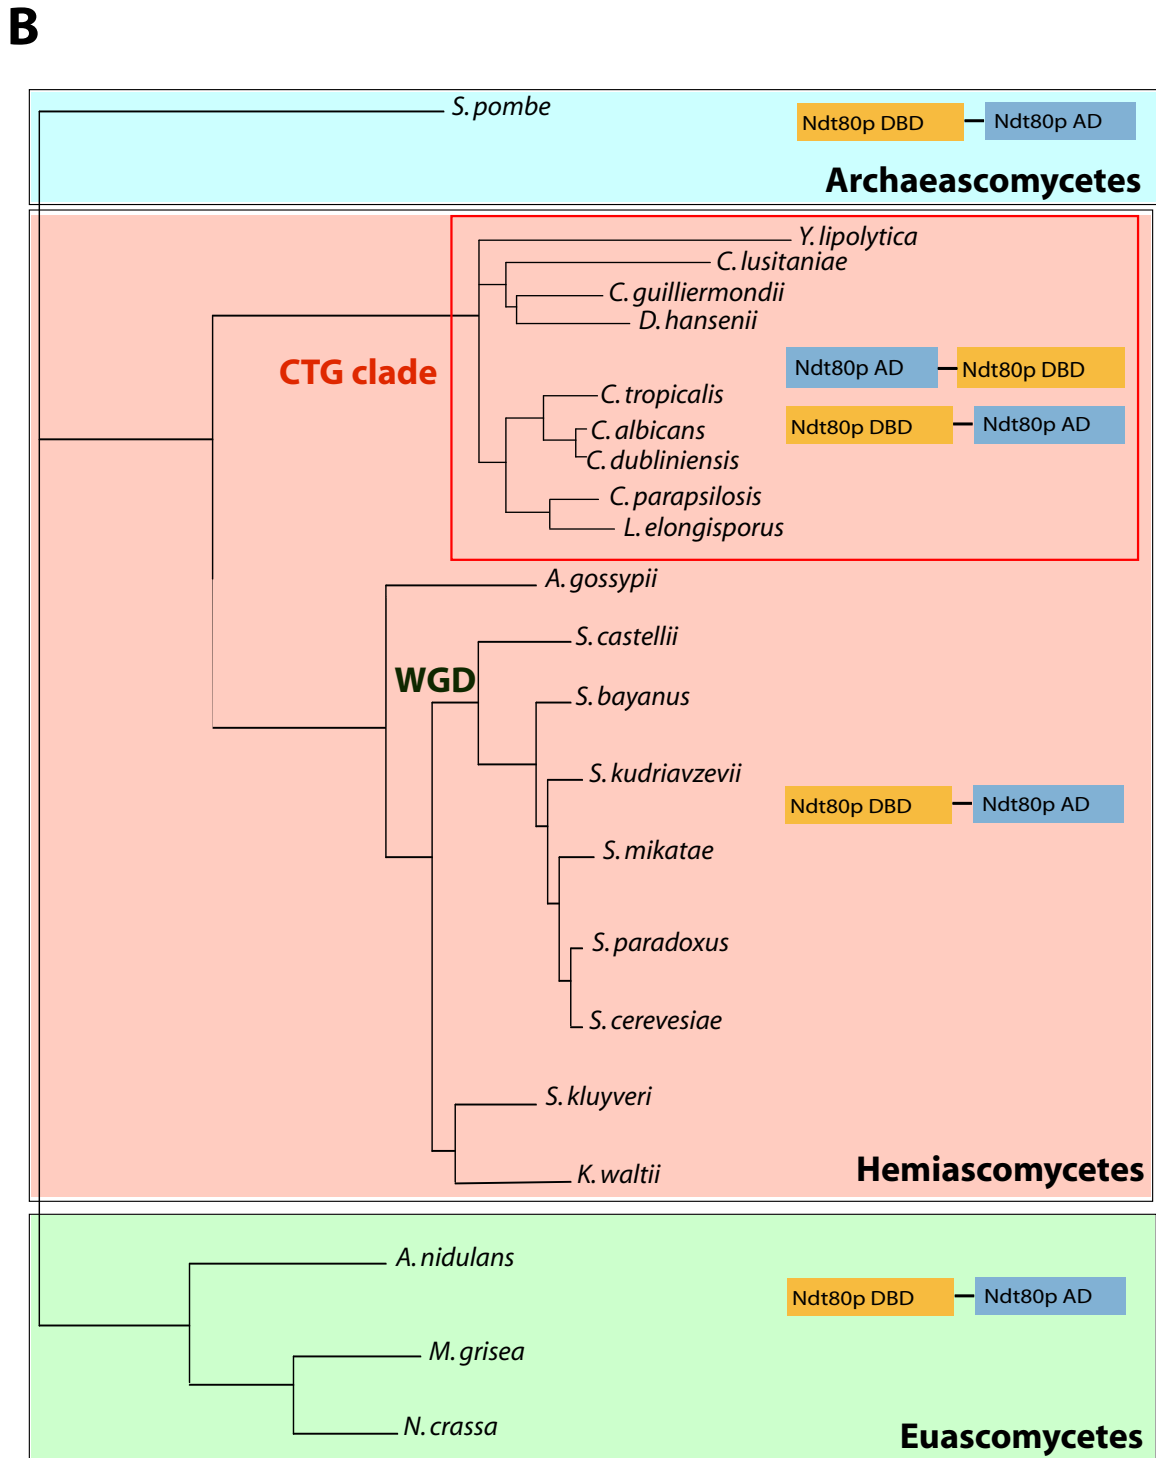 B
S. pombe
Ndt80p DBD
Ndt80p AD
Archaeascomycetes
Y. lipolytica
C. lusitaniae
C. guilliermondii
D. hansenii
CTG clade
Ndt80p AD
Ndt80p DBD
C. tropicalis
C. albicans
Ndt80p DBD
Ndt80p AD
C. dubliniensis
C. parapsilosis
L. elongisporus
A. gossypii
S. castellii
WGD
S. bayanus
S. kudriavzevii
Ndt80p DBD
Ndt80p AD
S. mikatae
S. paradoxus
S. cerevesiae
S. kluyveri
K. waltii
Hemiascomycetes
A. nidulans
Ndt80p DBD
Ndt80p AD
M. grisea
N. crassa
Euascomycetes